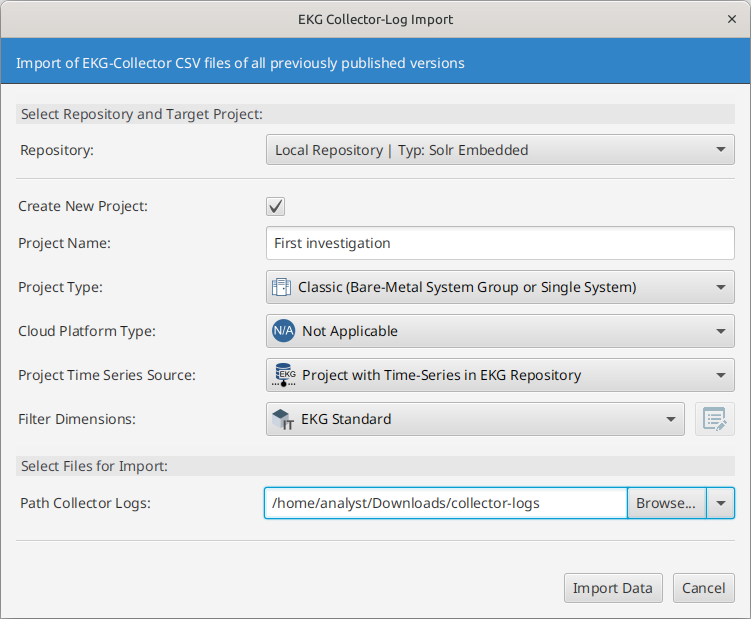 EKG Collector-Log Import
Import of EKG-Collector CSV files of all previously published versions
Select Repository and Target Project:
Repository: Local Repository | Typ: Solr Embedded
Create New Project:
Project Name: First investigation
Project Type: Classic (Bare-Metal System Group or Single System)
Cloud Platform Type: N/A Not Applicable
Project Time Series Source: EKG Project with Time-Series in EKG Repository
Filter Dimensions: IT EKG Standard
Select Files for Import:
Path Collector Logs: /home/analyst/Downloads/collector-logs Browse...
Import Data Cancel